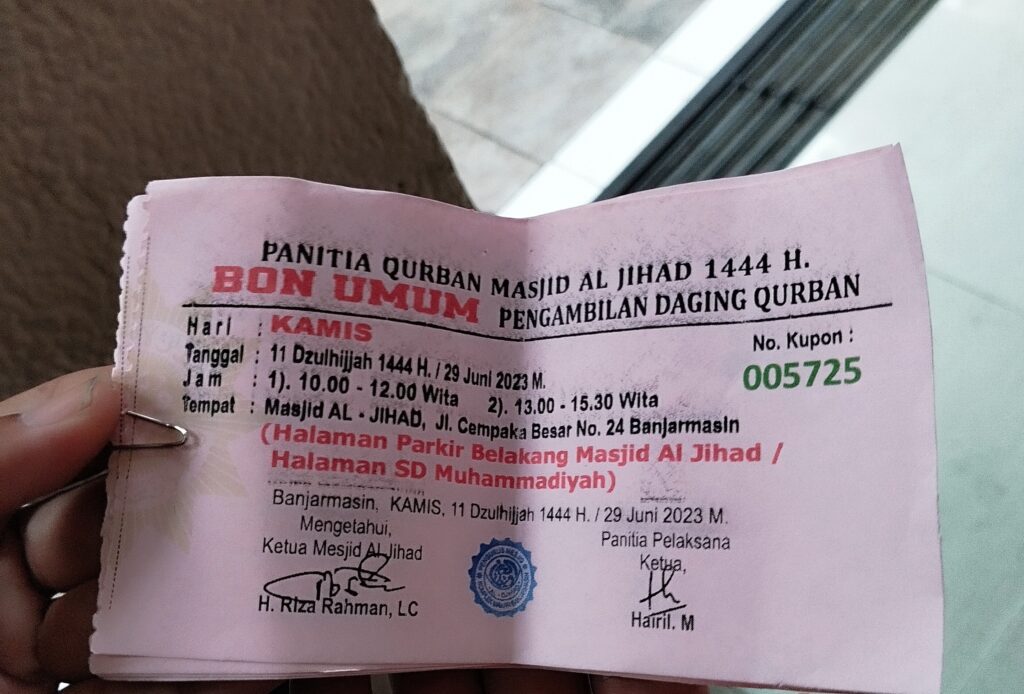 PANITIA QURBAN MASJID AL JIHAD 1444 H.
BON UMUM PENGAMBILAN DAGING QURBAN
Hari : KAMIS
No. Kupon :
Tanggal : 11 Dzulhijjah 1444 H. / 29 Juni 2023 M.
005725
Jam : 1). 10.00 - 12.00 Wita 2). 13.00 - 15.30 Wita
Tempat : Masjid AL - JIHAD, Jl. Cempaka Besar No. 24 Banjarmasin
(Halaman Parkir Belakang Masjid Al Jihad /
Halaman SD Muhammadiyah)
Banjarmasin, KAMIS, 11 Dzulhijjah 1444 H. / 29 Juni 2023 M.
Mengetahui,
Ketua Mesjid Al Jihad
H. Riza Rahman, LC
Panitia Pelaksana
Ketua,
Hairil. M